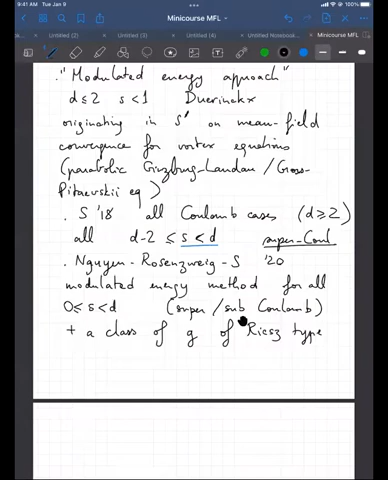 9:41 AM Tue Jan 9
100%
Minicourse MFL
Untitled (2)
Untitled (3)
Untitled (4)
Untitled Notebook...
Minicourse MFL
. "Modulated energy approach"
d ≤ 2 s < 1 Duerinckx
originating in S' on mean-field
convergence for vortex equations
(parabolic Ginzburg-Landau / Gross-
Pitaevskii eq)
. S '18 all Coulomb cases (d ≥ 2)
all d-2 ≤ s < d super-Coul
. Nguyen - Rosenzweig - S '20
modulated energy method for all
0 ≤ s < d (super / sub Coulomb)
+ a class of g of Riesz type